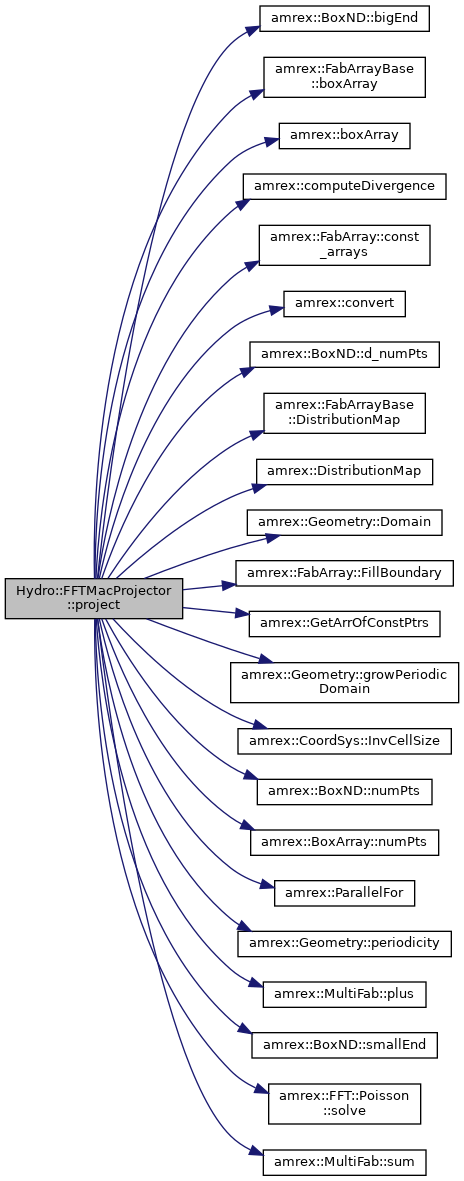 amrex::BoxND::bigEnd
amrex::FabArrayBase
::boxArray
amrex::boxArray
amrex::computeDivergence
amrex::FabArray::const
_arrays
amrex::convert
amrex::BoxND::d_numPts
amrex::FabArrayBase
::DistributionMap
amrex::DistributionMap
amrex::Geometry::Domain
Hydro::FFTMacProjector
::project
amrex::FabArray::FillBoundary
amrex::GetArrOfConstPtrs
amrex::Geometry::growPeriodic
Domain
amrex::CoordSys::InvCellSize
amrex::BoxND::numPts
amrex::BoxArray::numPts
amrex::ParallelFor
amrex::Geometry::periodicity
amrex::MultiFab::plus
amrex::BoxND::smallEnd
amrex::FFT::Poisson
::solve
amrex::MultiFab::sum